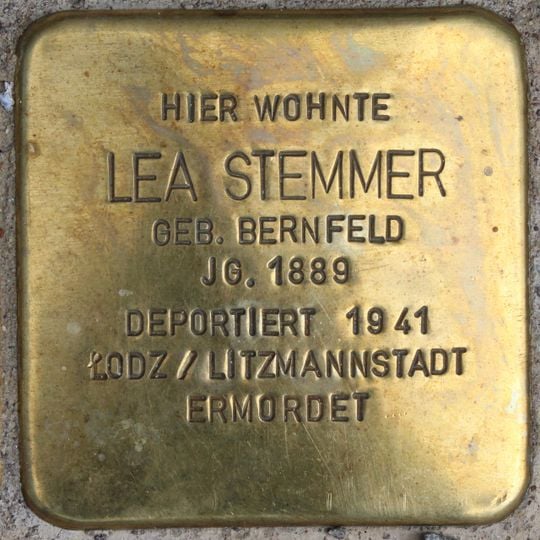 HIER WOHNTE
LEA STEMMER
GEB. BERNFELD
JG. 1889
DEPORTIERT 1941
ŁODZ / LITZMANNSTADT
ERMORDET